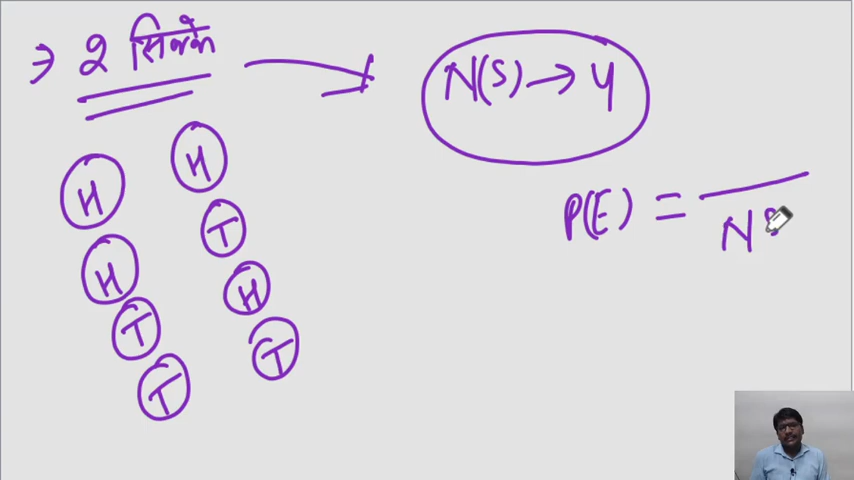 → 2 सिक्के → N(S) → 4
H H
H T
T H
T T
P(E) = —
N S